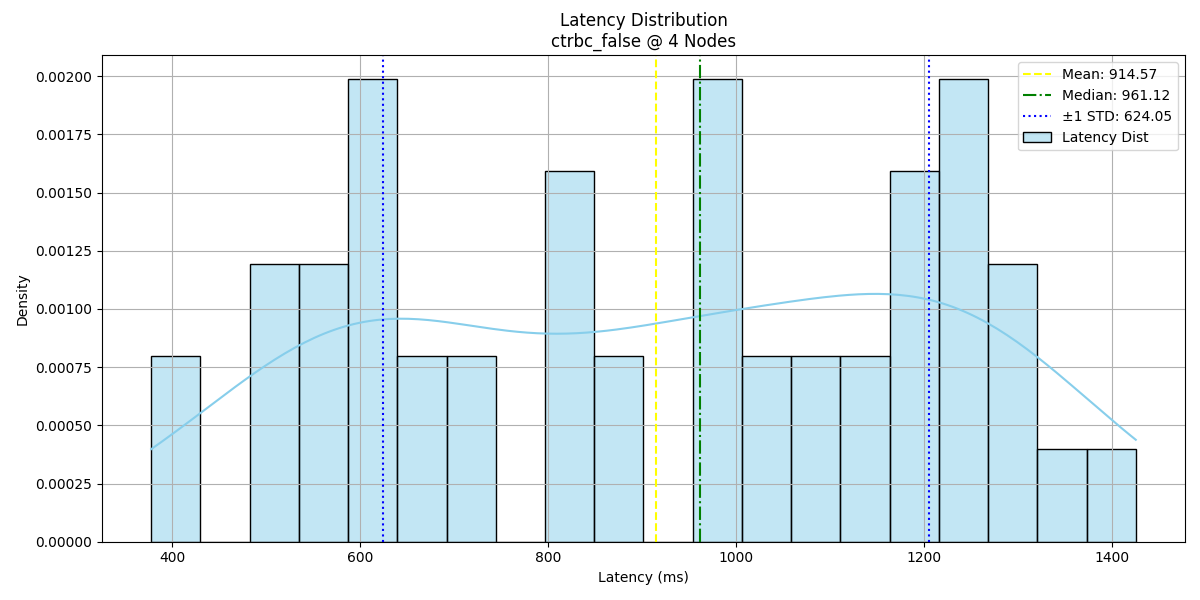 Latency Distribution
ctrbc_false @ 4 Nodes
Mean: 914.57
Median: 961.12
±1 STD: 624.05
Latency Dist
Density
0.00200
0.00175
0.00150
0.00125
0.00100
0.00075
0.00050
0.00025
0.00000
400
600
800
1000
1200
1400
Latency (ms)